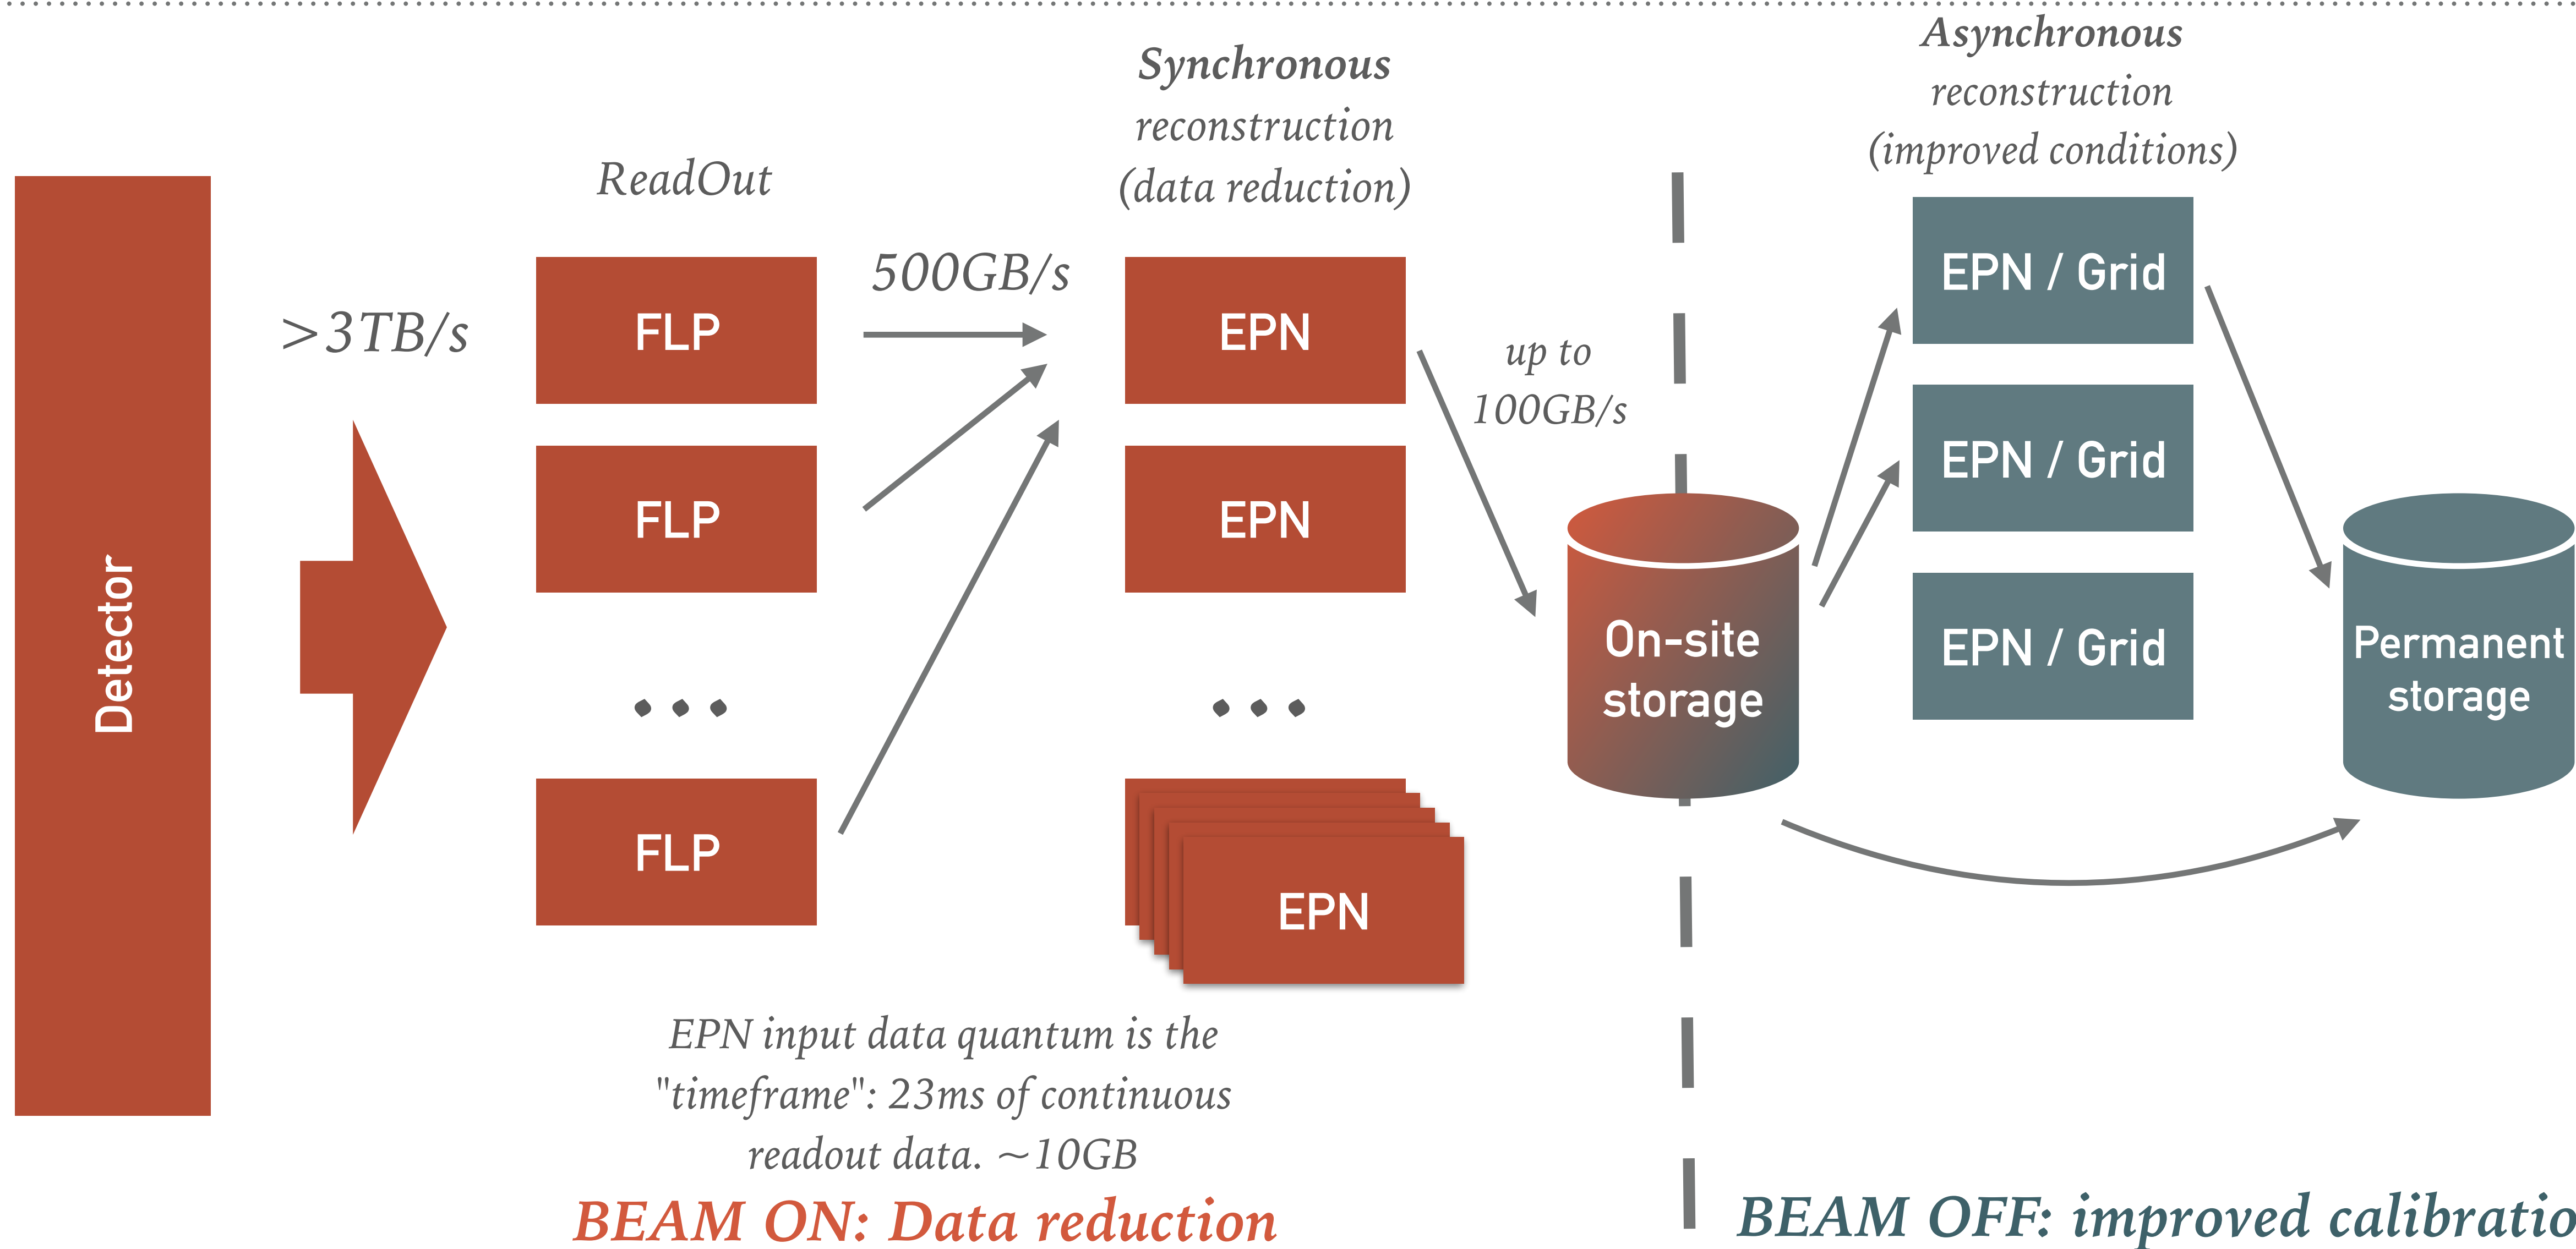 Detector
>3TB/s
ReadOut
FLP
FLP
FLP
500GB/s
Synchronous
reconstruction
(data reduction)
EPN
EPN
EPN
up to
100GB/s
On-site
storage
Asynchronous
reconstruction
(improved conditions)
EPN / Grid
EPN / Grid
EPN / Grid
Permanent
storage
EPN input data quantum is the
"timeframe": 23ms of continuous
readout data. ~10GB
BEAM ON: Data reduction
BEAM OFF: improved calibratio